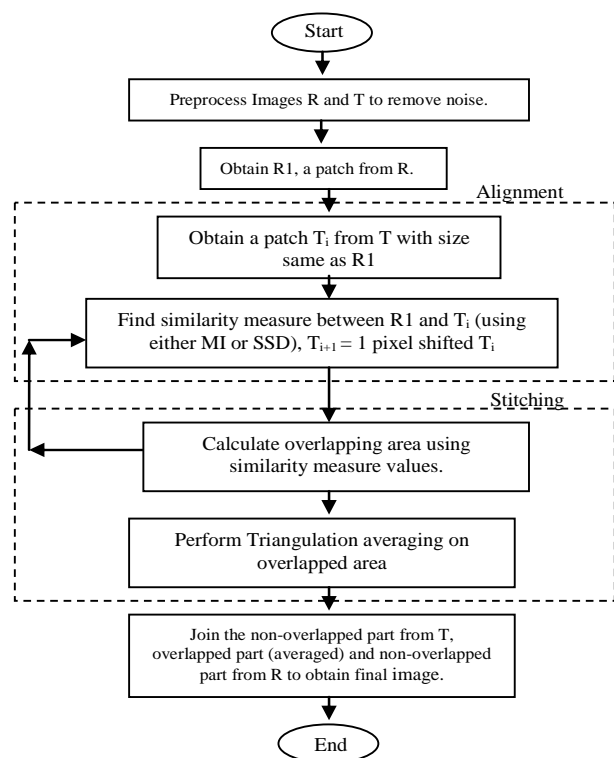 Start
Preprocess Images R and T to remove noise.
Obtain R1, a patch from R.
Alignment
Obtain a patch Ti from T with size
same as R1
Find similarity measure between R1 and Ti (using
either MI or SSD), Ti+1 = 1 pixel shifted Ti
Stitching
Calculate overlapping area using
similarity measure values.
Perform Triangulation averaging on
overlapped area
Join the non-overlapped part from T,
overlapped part (averaged) and non-overlapped
part from R to obtain final image.
End